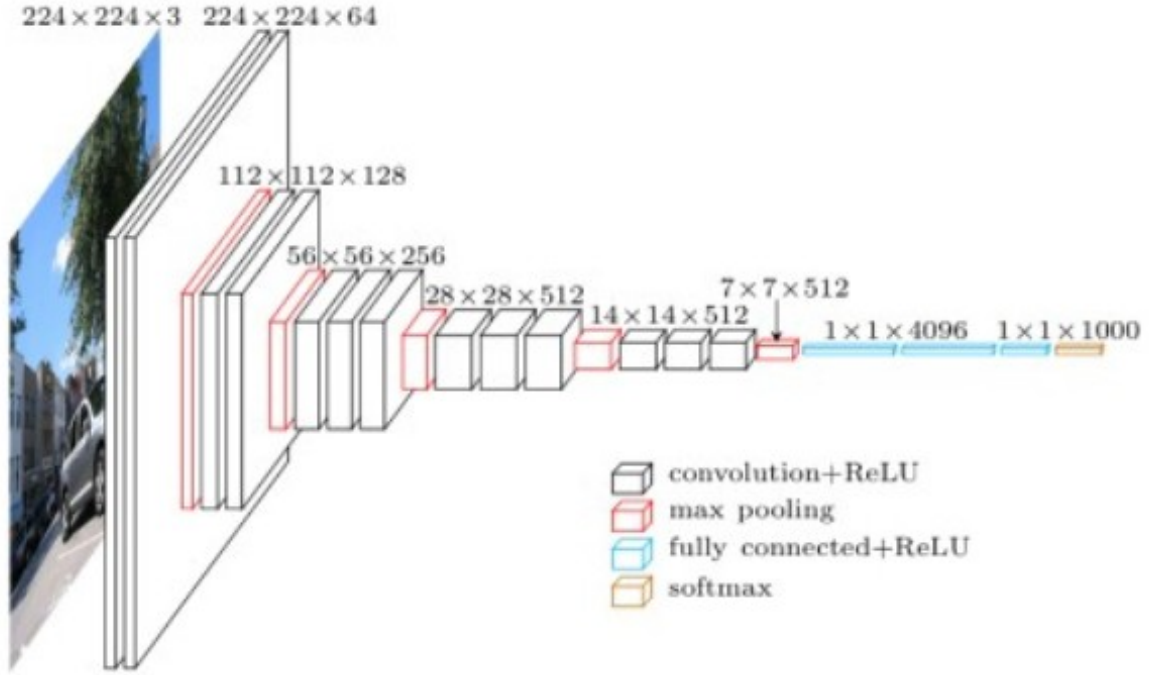 224×224×3
224×224×64
112×112×128
56×56×256
28×28×512
14×14×512
7×7×512
1×1×4096
1×1×1000
convolution+ReLU
max pooling
fully connected+ReLU
softmax